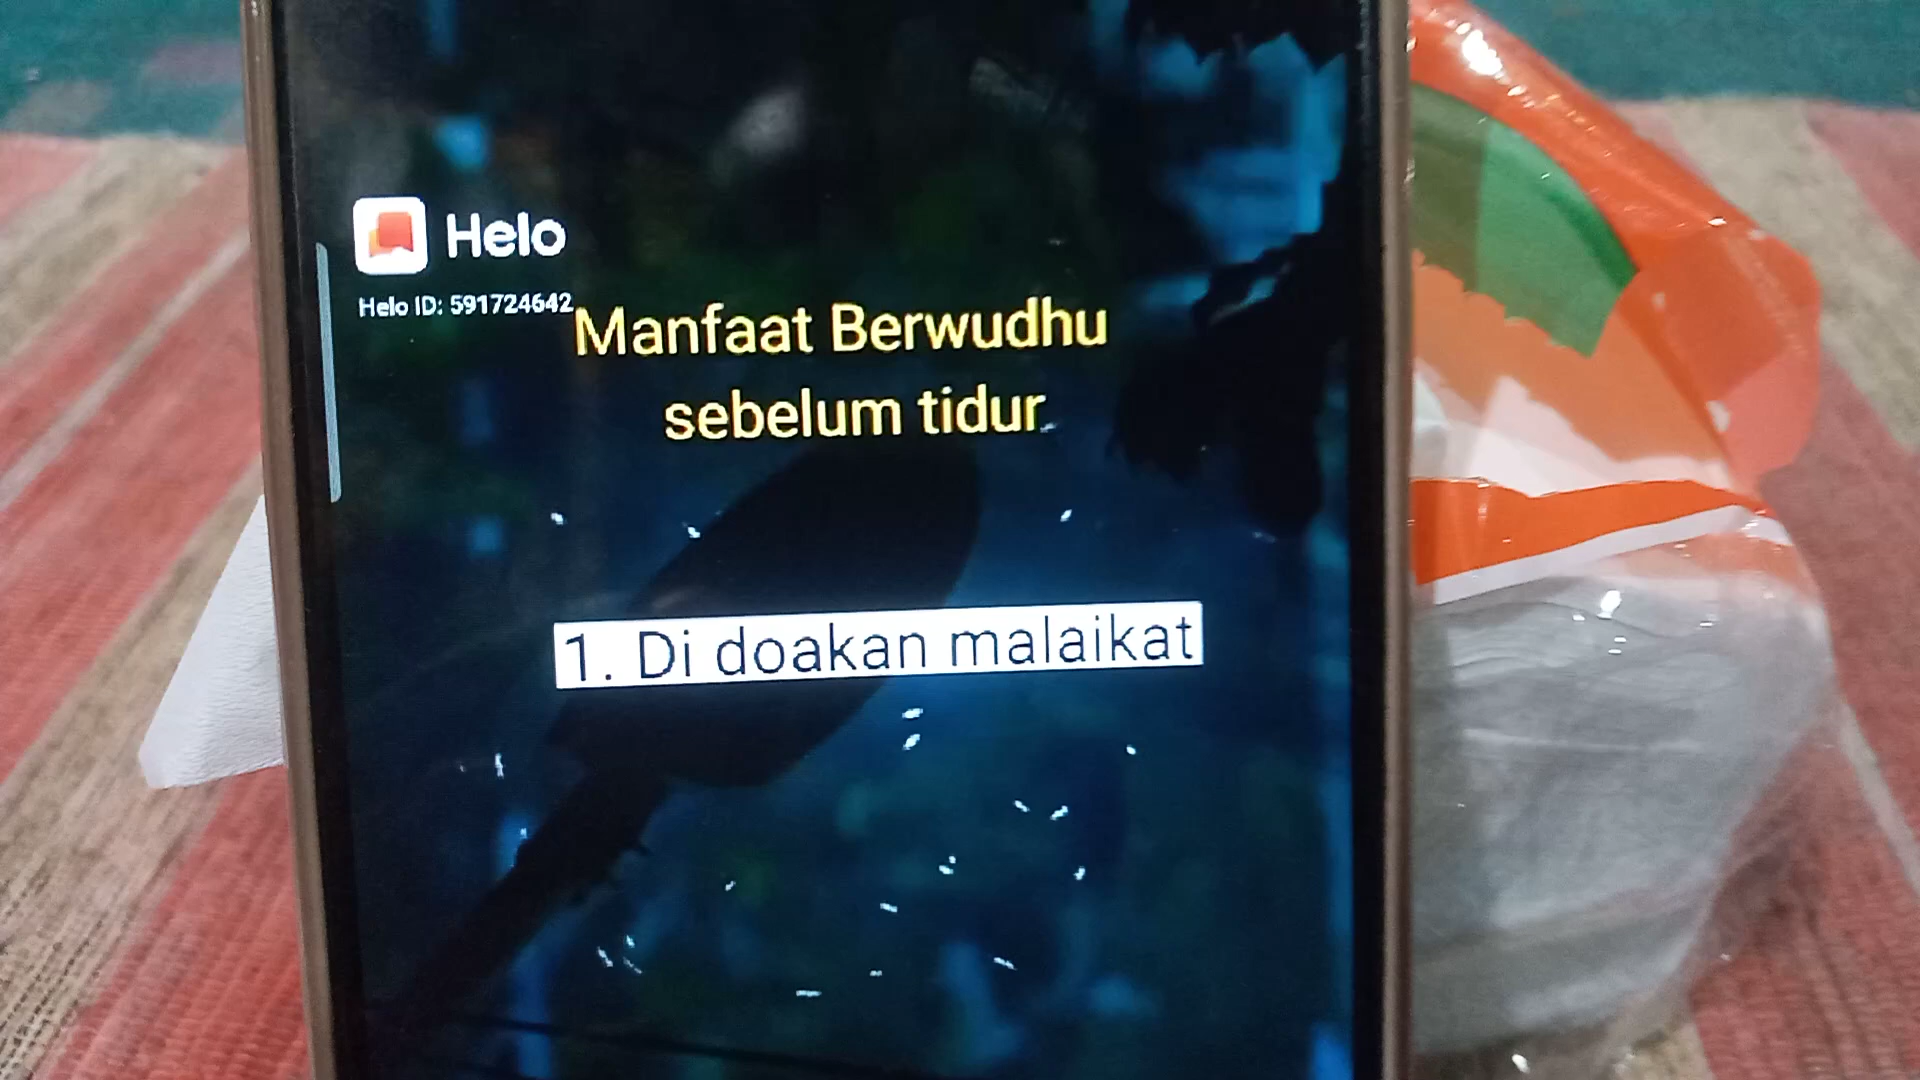 Helo
Helo ID: 591724642
Manfaat Berwudhu
sebelum tidur
1. Di doakan malaikat